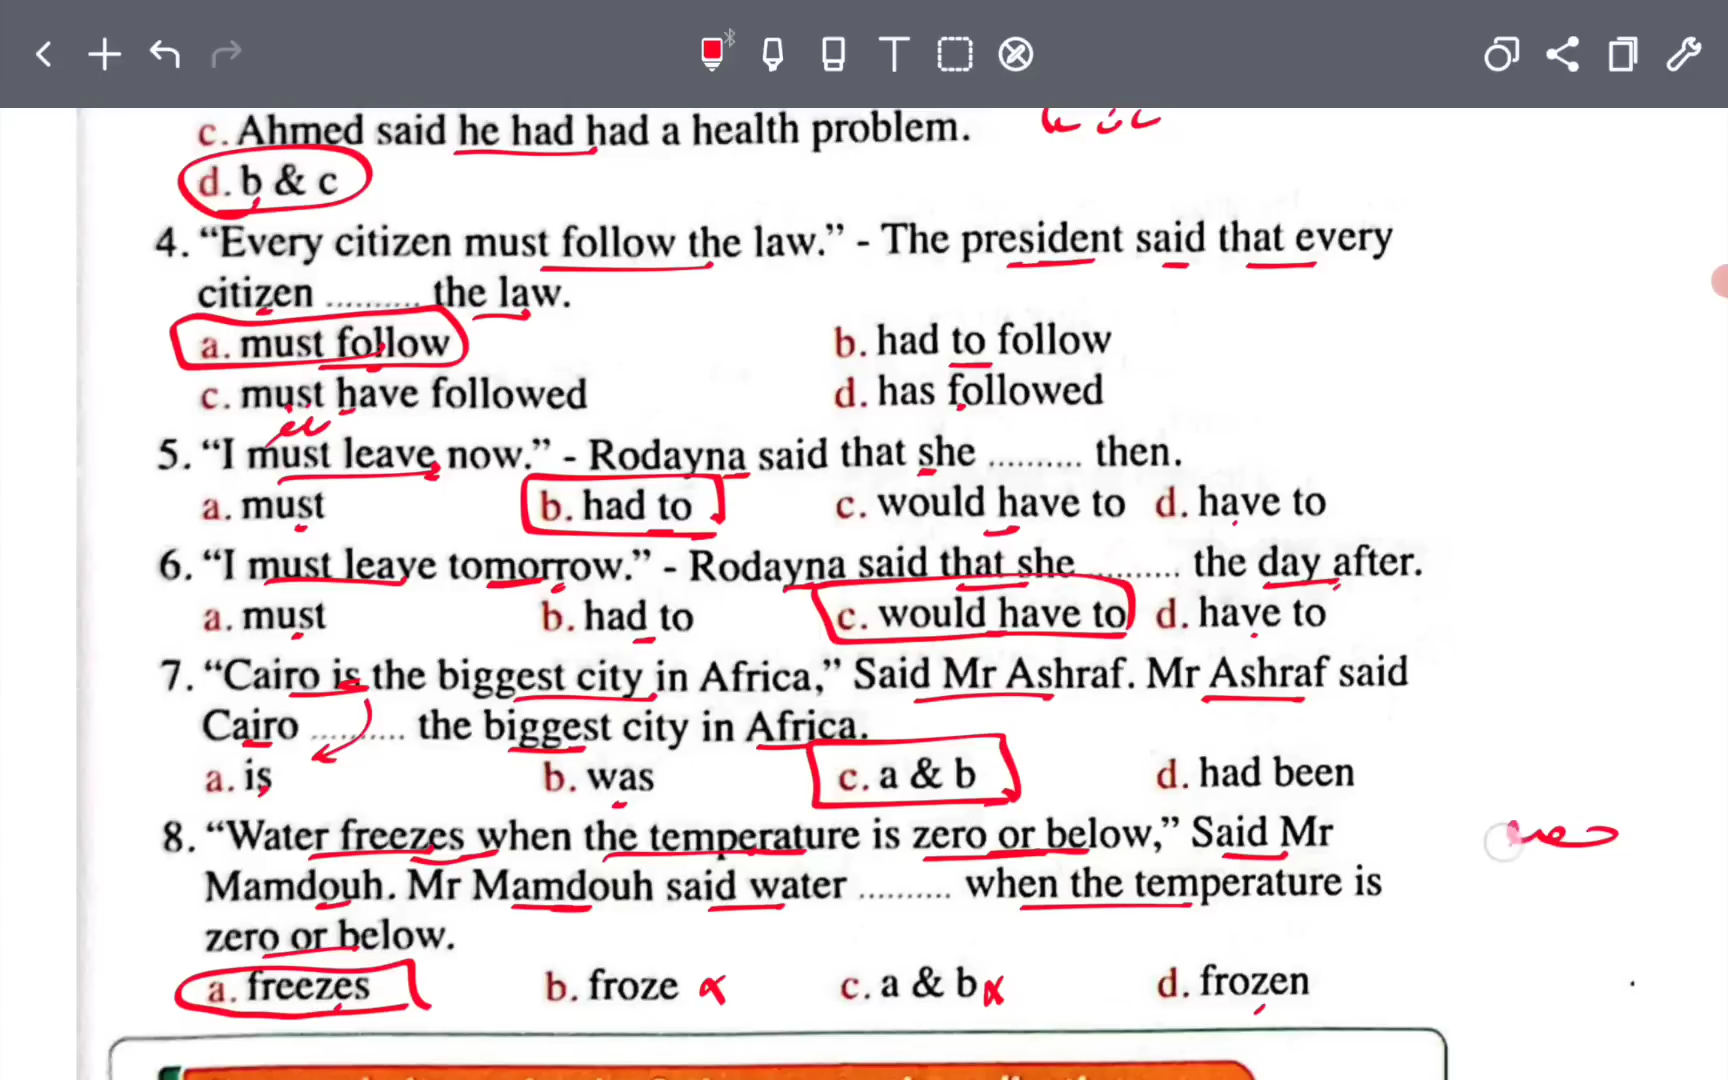 c. Ahmed said he had had a health problem.
d. b & c
4. “Every citizen must follow the law.” - The president said that every
citizen .......... the law.
a. must follow b. had to follow
c. must have followed d. has followed
5. “I must leave now.” - Rodayna said that she .......... then.
a. must b. had to c. would have to d. have to
6. “I must leave tomorrow.” - Rodayna said that she .......... the day after.
a. must b. had to c. would have to d. have to
7. “Cairo is the biggest city in Africa,” Said Mr Ashraf. Mr Ashraf said
Cairo .......... the biggest city in Africa.
a. is b. was c. a & b d. had been
8. “Water freezes when the temperature is zero or below,” Said Mr
Mamdouh. Mr Mamdouh said water .......... when the temperature is
zero or below.
a. freezes b. froze c. a & b d. frozen